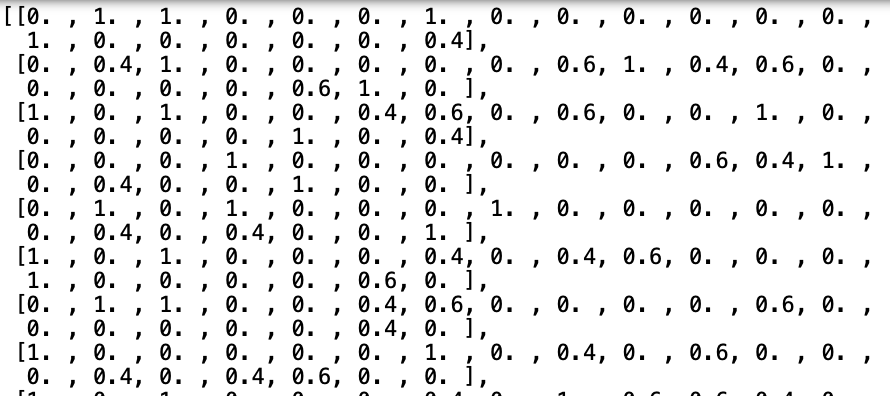 [[0. , 1. , 1. , 0. , 0. , 0. , 1. , 0. , 0. , 0. , 0. , 0. , 0. ,
1. , 0. , 0. , 0. , 0. , 0. , 0.4],
[0. , 0.4, 1. , 0. , 0. , 0. , 0. , 0. , 0.6, 1. , 0.4, 0.6, 0. ,
0. , 0. , 0. , 0. , 0.6, 1. , 0. ],
[1. , 0. , 1. , 0. , 0. , 0.4, 0.6, 0. , 0.6, 0. , 0. , 1. , 0. ,
0. , 0. , 0. , 0. , 1. , 0. , 0.4],
[0. , 0. , 0. , 1. , 0. , 0. , 0. , 0. , 0. , 0. , 0.6, 0.4, 1. ,
0. , 0.4, 0. , 0. , 1. , 0. , 0. ],
[0. , 1. , 0. , 1. , 0. , 0. , 0. , 1. , 0. , 0. , 0. , 0. , 0. ,
0. , 0.4, 0. , 0.4, 0. , 0. , 1. ],
[1. , 0. , 1. , 0. , 0. , 0. , 0.4, 0. , 0.4, 0.6, 0. , 0. , 0. ,
1. , 0. , 0. , 0. , 0. , 0.6, 0. ],
[0. , 1. , 1. , 0. , 0. , 0.4, 0.6, 0. , 0. , 0. , 0. , 0.6, 0. ,
0. , 0. , 0. , 0. , 0. , 0.4, 0. ],
[1. , 0. , 0. , 0. , 0. , 0. , 1. , 0. , 0.4, 0. , 0.6, 0. , 0. ,
0. , 0.4, 0. , 0.4, 0.6, 0. , 0. ],